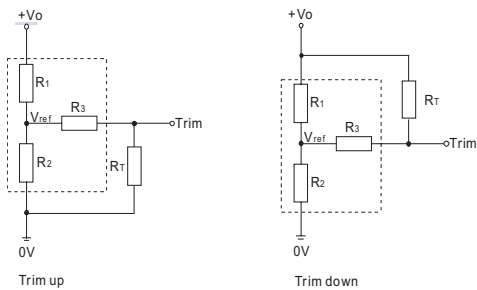 +Vo
R1
Vref
R3
Trim
R2
RT
0V
Trim up
+Vo
R1
RT
Vref
R3
Trim
R2
0V
Trim down